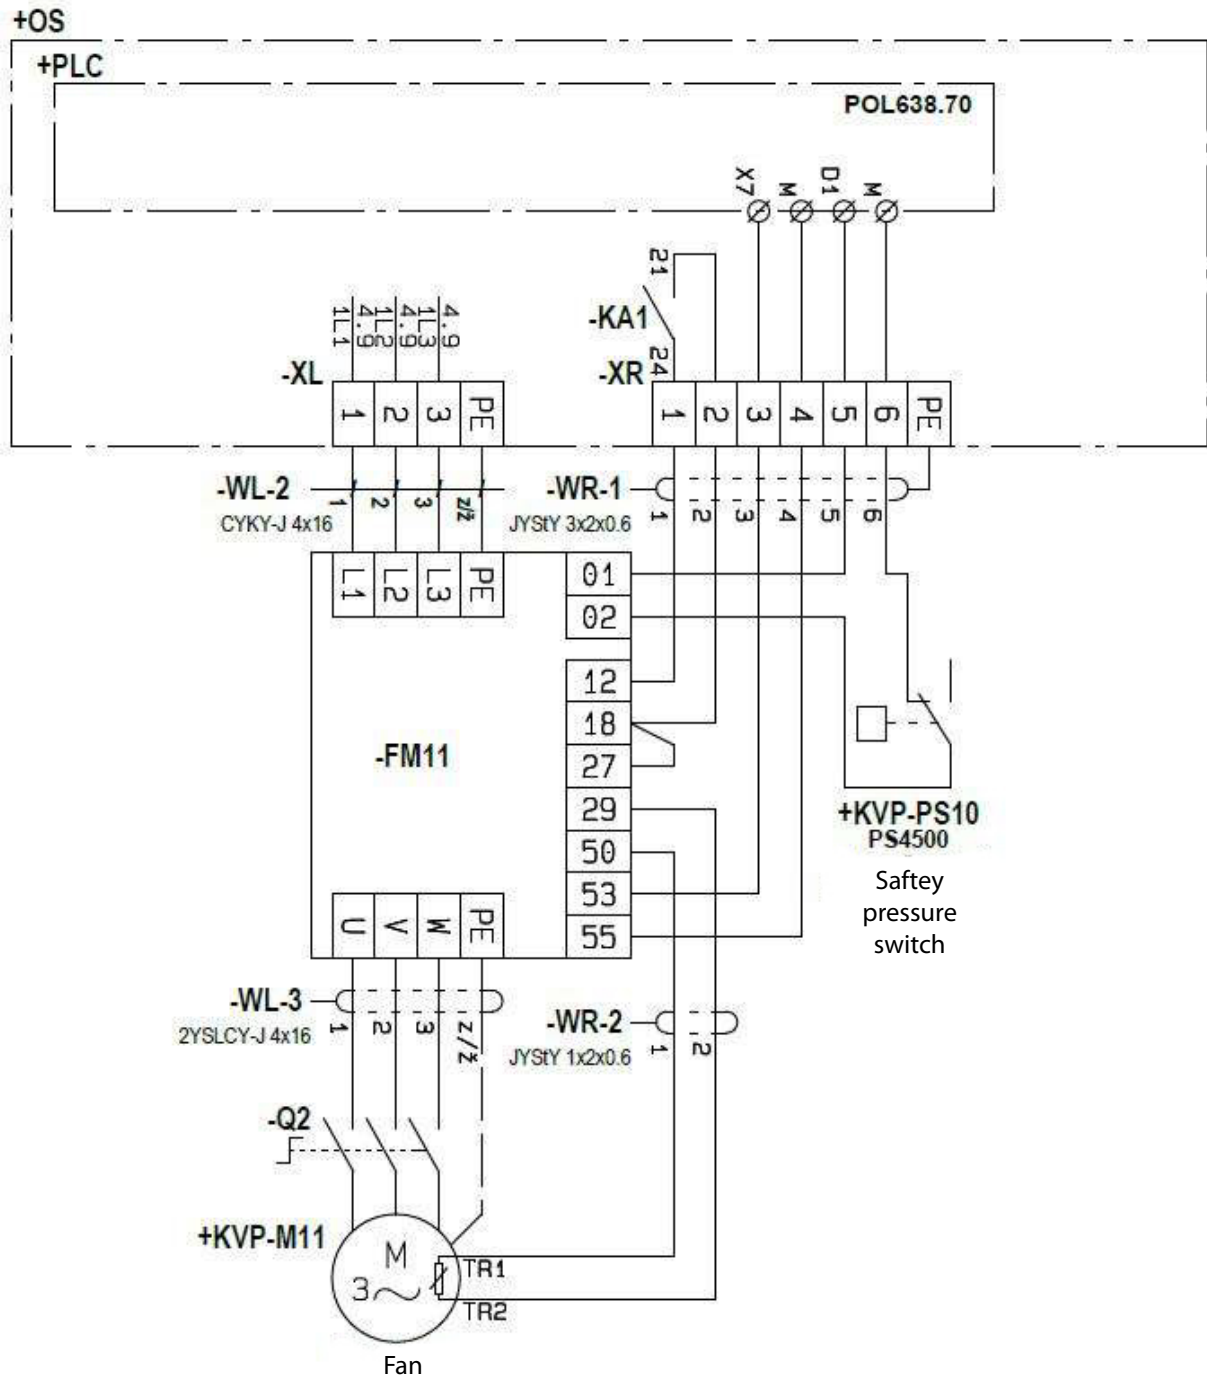 +OS
+PLC
POL638.70
X7 M D1 M
21
-KA1
24
1L1 4.9 1L2 4.9 1L3 4.9
-XL
1 2 3 PE
-XR
1 2 3 4 5 6 PE
-WL-2
CYKY-J 4x16
1 2 3 z/ž
-WR-1
JYStY 3x2x0.6
1 2 3 4 5 6
L1 L2 L3 PE
01
02
12
18
27
29
50
53
55
-FM11
+KVP-PS10
PS4500
Saftey
pressure
switch
U V W PE
-WL-3
2YSLCY-J 4x16
1 2 3 z/ž
-WR-2
JYStY 1x2x0.6
1 2
-Q2
+KVP-M11
M
3
TR1
TR2
Fan